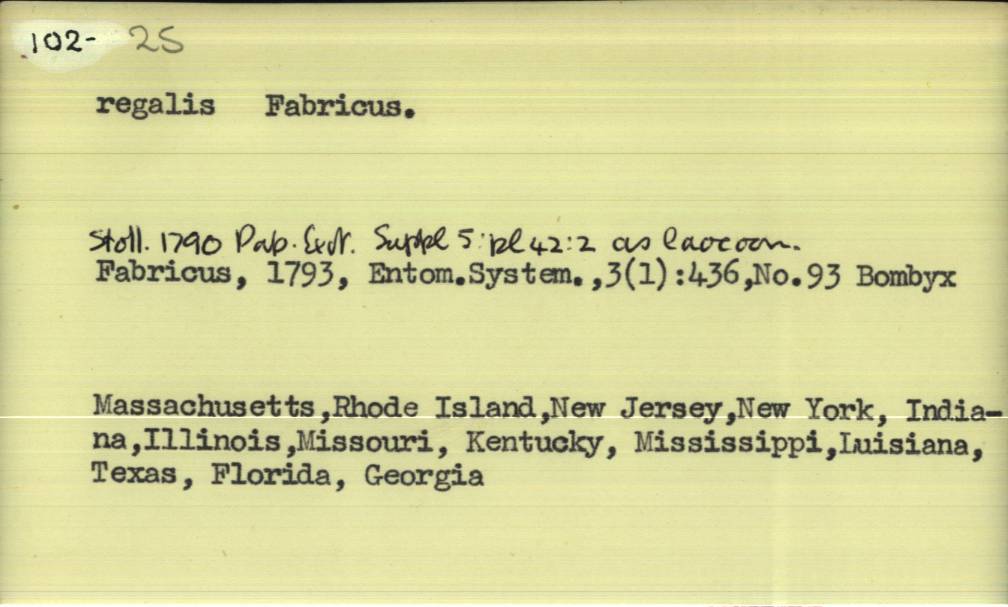 102- 25
regalis Fabricus.
Stoll. 1790 Pap. Exot. Suppl 5: pl 42:2 as laocoon.
Fabricus, 1793, Entom.System.,3(1):436,No.93 Bombyx
Massachusetts,Rhode Island,New Jersey,New York, India-
na,Illinois,Missouri, Kentucky, Mississippi,Luisiana,
Texas, Florida, Georgia